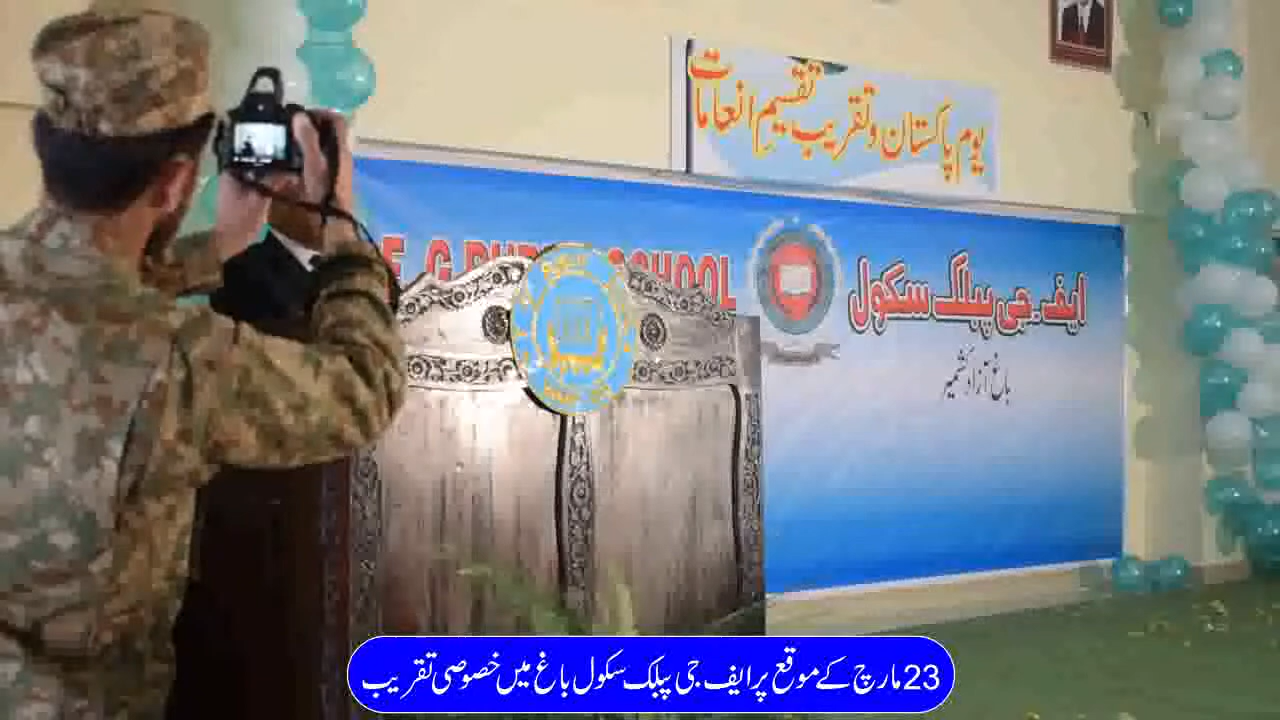 یوم پاکستان و تقریب تقسیمِ انعامات
F. G PUBLIC SCHOOL
ایف۔جی پبلک سکول
باغ آزاد کشمیر
23 مارچ کے موقع پر ایف جی پبلک سکول باغ میں خصوصی تقریب